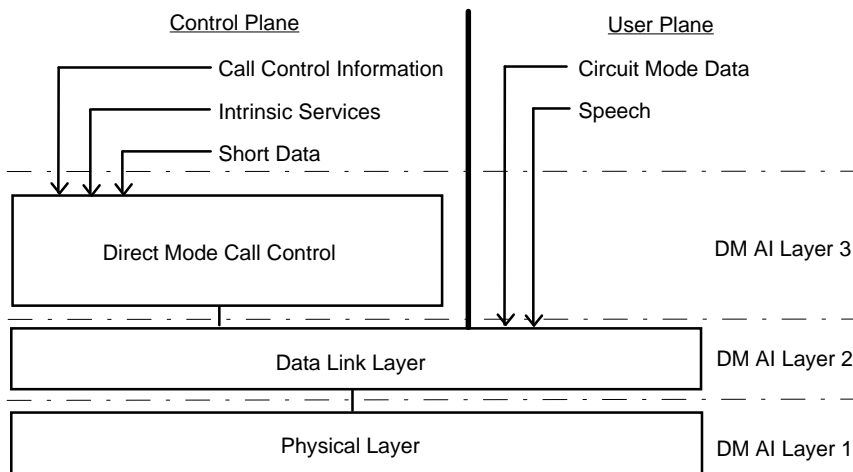 Control Plane
User Plane
Call Control Information
Circuit Mode Data
Intrinsic Services
Speech
Short Data
Direct Mode Call Control
DM AI Layer 3
Data Link Layer
DM AI Layer 2
Physical Layer
DM AI Layer 1